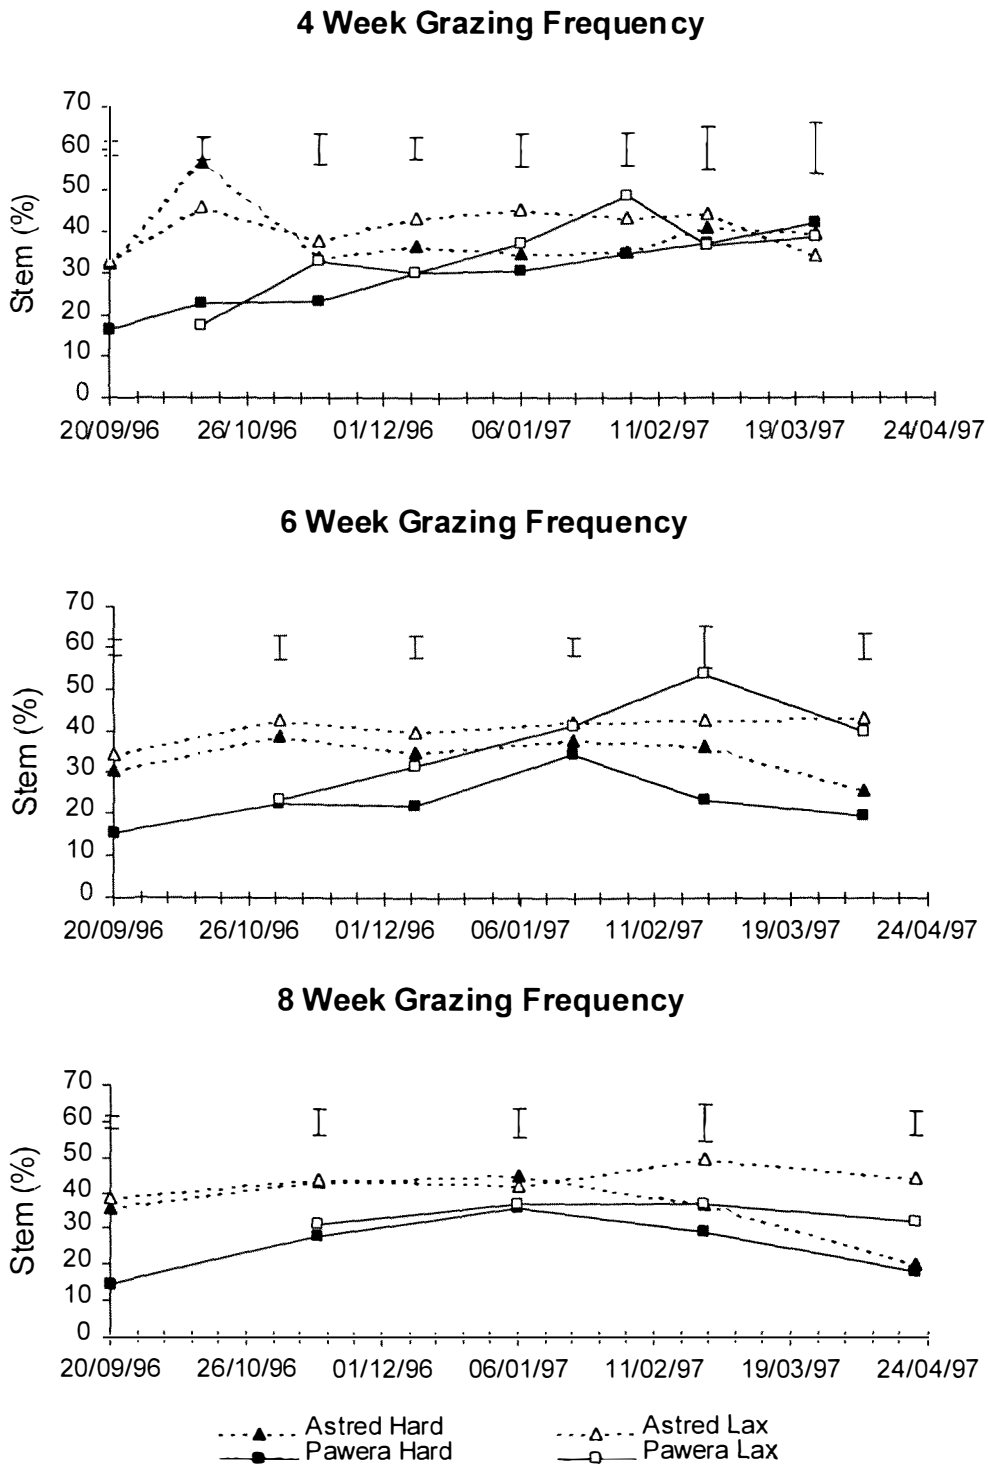 4 Week Grazing Frequency
70
60
50
40
30
20
10
0
Stem (%)
20/09/96 26/10/96 01/12/96 06/01/97 11/02/97 19/03/97 24/04/97
6 Week Grazing Frequency
70
60
50
40
30
20
10
0
Stem (%)
20/09/96 26/10/96 01/12/96 06/01/97 11/02/97 19/03/97 24/04/97
8 Week Grazing Frequency
70
60
50
40
30
20
10
0
Stem (%)
20/09/96 26/10/96 01/12/96 06/01/97 11/02/97 19/03/97 24/04/97
Astred Hard Astred Lax
Pawera Hard Pawera Lax